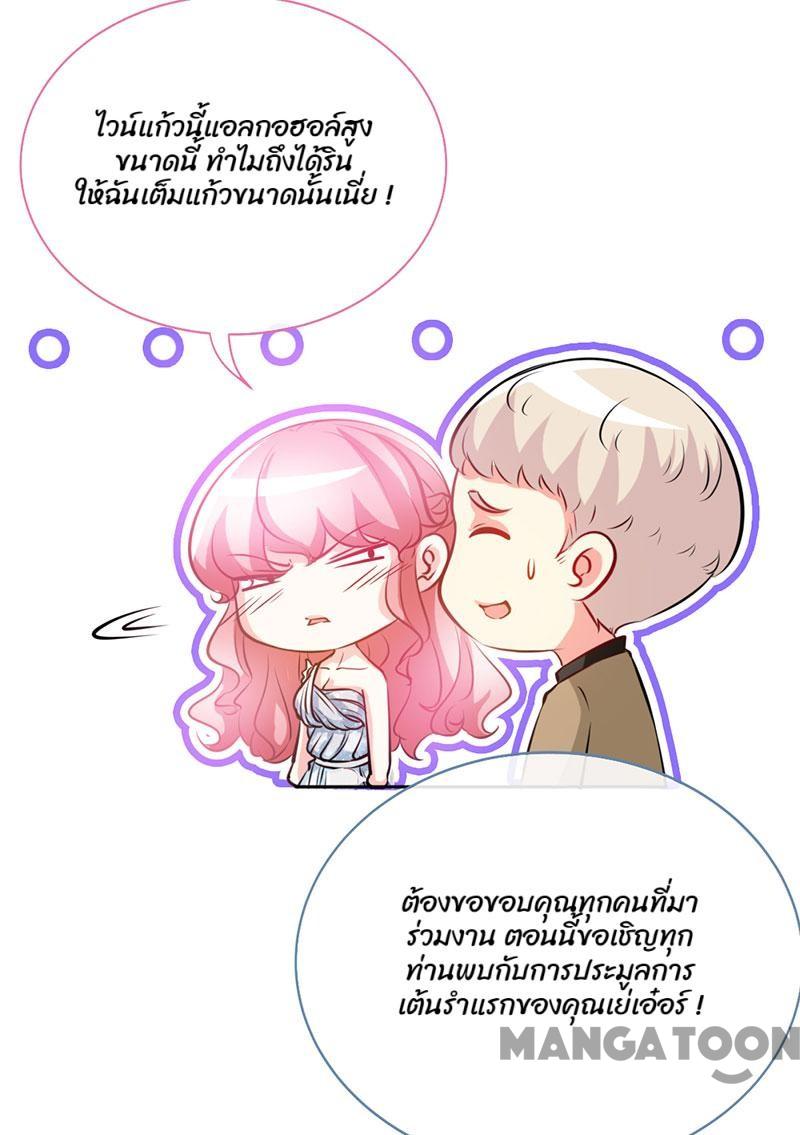 ไวน์แก้วนี้แอลกอฮอล์สูง
ขนาดนี้ ทำไมถึงได้ริน
ให้ฉันเต็มแก้วขนาดนั้นเนี่ย !
ต้องขอขอบคุณทุกคนที่มา
ร่วมงาน ตอนนี้ขอเชิญทุก
ท่านพบกับการประมูลการ
เต้นรำแรกของคุณเย่เอ๋อร์ !
MANGATOON